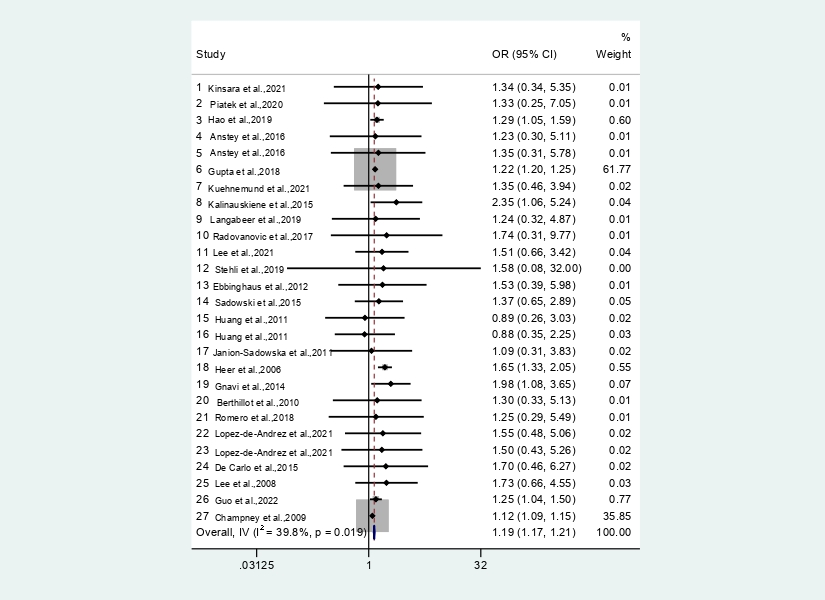 %
Study OR (95% CI) Weight
1 Kinsara et al.,2021 1.34 (0.34, 5.35) 0.01
2 Piatek et al.,2020 1.33 (0.25, 7.05) 0.01
3 Hao et al.,2019 1.29 (1.05, 1.59) 0.60
4 Anstey et al.,2016 1.23 (0.30, 5.11) 0.01
5 Anstey et al.,2016 1.35 (0.31, 5.78) 0.01
6 Gupta et al.,2018 1.22 (1.20, 1.25) 61.77
7 Kuehnemund et al.,2021 1.35 (0.46, 3.94) 0.02
8 Kalinauskiene et al.,2015 2.35 (1.06, 5.24) 0.04
9 Langabeer et al.,2019 1.24 (0.32, 4.87) 0.01
10 Radovanovic et al.,2017 1.74 (0.31, 9.77) 0.01
11 Lee et al.,2021 1.51 (0.66, 3.42) 0.04
12 Stehli et al.,2019 1.58 (0.08, 32.00) 0.00
13 Ebbinghaus et al.,2012 1.53 (0.39, 5.98) 0.01
14 Sadowski et al.,2015 1.37 (0.65, 2.89) 0.05
15 Huang et al.,2011 0.89 (0.26, 3.03) 0.02
16 Huang et al.,2011 0.88 (0.35, 2.25) 0.03
17 Janion-Sadowska et al.,2011 1.09 (0.31, 3.83) 0.02
18 Heer et al.,2006 1.65 (1.33, 2.05) 0.55
19 Gnavi et al.,2014 1.98 (1.08, 3.65) 0.07
20 Berthillot et al.,2010 1.30 (0.33, 5.13) 0.01
21 Romero et al.,2018 1.25 (0.29, 5.49) 0.01
22 Lopez-de-Andrez et al.,2021 1.55 (0.48, 5.06) 0.02
23 Lopez-de-Andrez et al.,2021 1.50 (0.43, 5.26) 0.02
24 De Carlo et al.,2015 1.70 (0.46, 6.27) 0.02
25 Lee et al.,2008 1.73 (0.66, 4.55) 0.03
26 Guo et al.,2022 1.25 (1.04, 1.50) 0.77
27 Champney et al.,2009 1.12 (1.09, 1.15) 35.85
Overall, IV (I² = 39.8%, p = 0.019) 1.19 (1.17, 1.21) 100.00
.03125 1 32